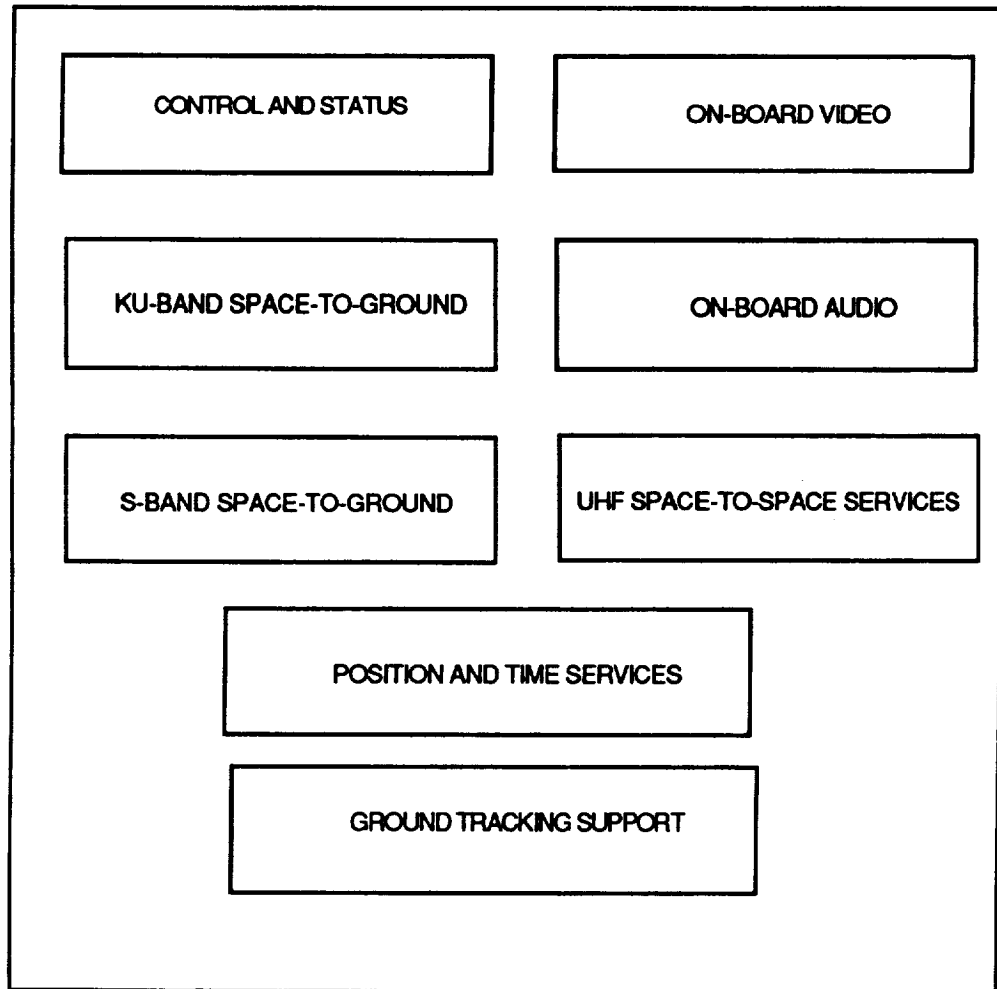 CONTROL AND STATUS
ON-BOARD VIDEO
KU-BAND SPACE-TO-GROUND
ON-BOARD AUDIO
S-BAND SPACE-TO-GROUND
UHF SPACE-TO-SPACE SERVICES
POSITION AND TIME SERVICES
GROUND TRACKING SUPPORT